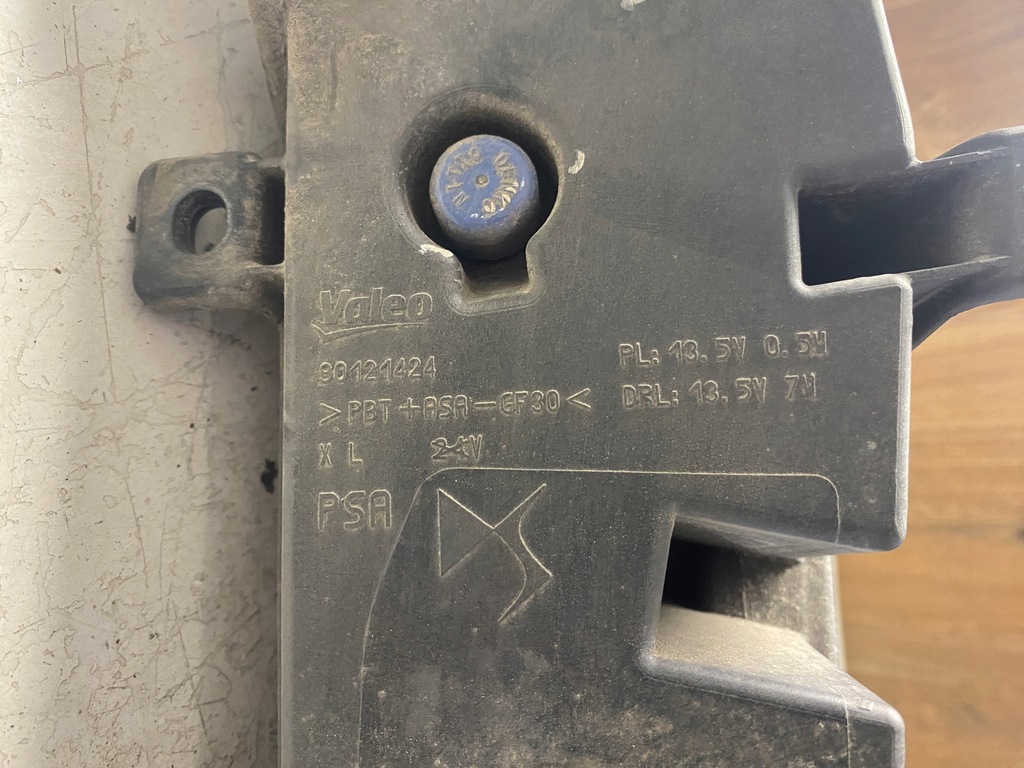 Valeo
90121424
>PBT+ASA-GF30<
X L 24V
PSA
PL: 13.5V 0.5W
DRL: 13.5V 7W